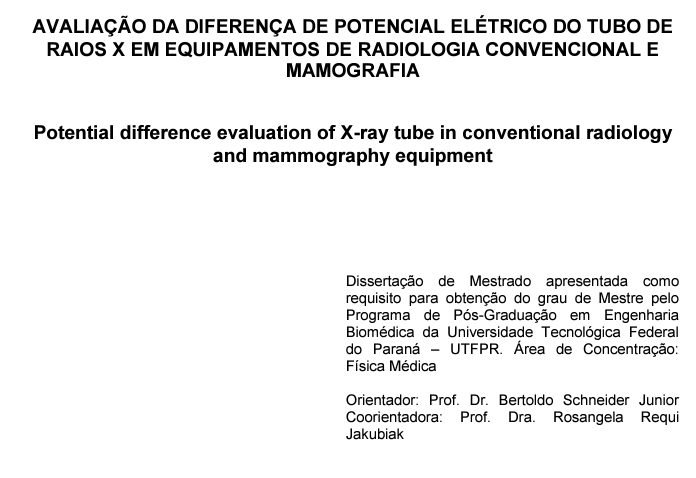 AVALIAÇÃO DA DIFERENÇA DE POTENCIAL ELÉTRICO DO TUBO DE
RAIOS X EM EQUIPAMENTOS DE RADIOLOGIA CONVENCIONAL E
MAMOGRAFIA
Potential difference evaluation of X-ray tube in conventional radiology
and mammography equipment
Dissertação de Mestrado apresentada como
requisito para obtenção do grau de Mestre pelo
Programa de Pós-Graduação em Engenharia
Biomédica da Universidade Tecnológica Federal
do Paraná – UTFPR. Área de Concentração:
Física Médica
Orientador: Prof. Dr. Bertoldo Schneider Junior
Coorientadora: Prof. Dra. Rosangela Requi
Jakubiak